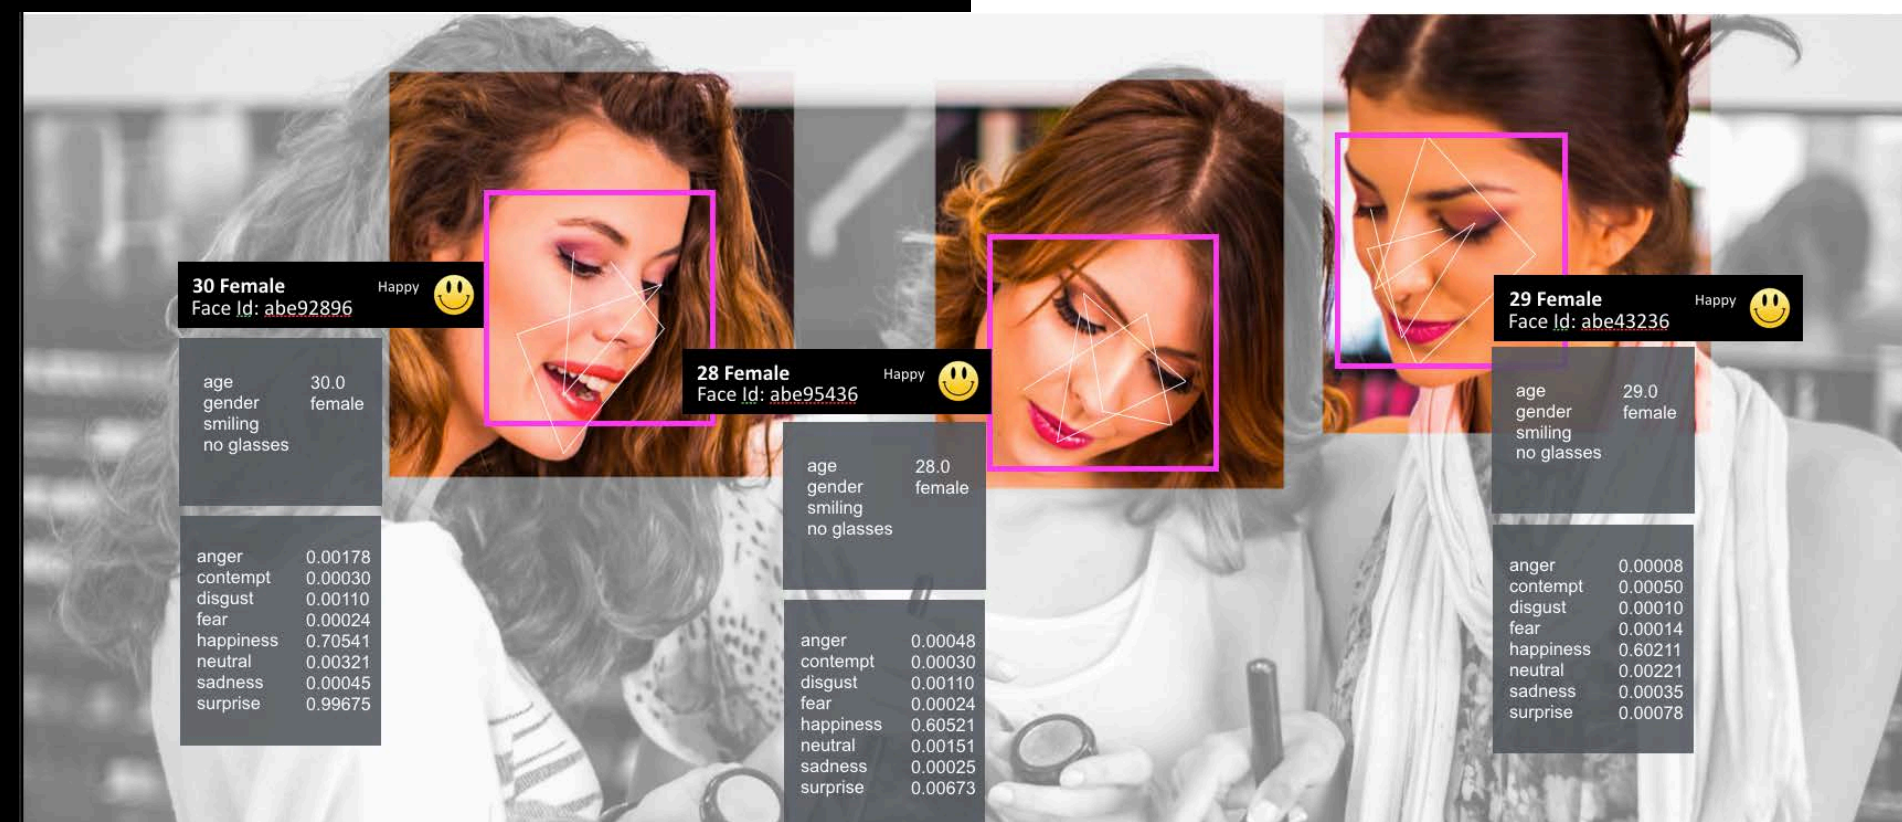 30 Female Happy
Face Id: abe92896
age 30.0
gender female
smiling
no glasses
anger 0.00178
contempt 0.00030
disgust 0.00110
fear 0.00024
happiness 0.70541
neutral 0.00321
sadness 0.00045
surprise 0.99675
28 Female Happy
Face Id: abe95436
age 28.0
gender female
smiling
no glasses
anger 0.00048
contempt 0.00030
disgust 0.00110
fear 0.00024
happiness 0.60521
neutral 0.00151
sadness 0.00025
surprise 0.00673
29 Female Happy
Face Id: abe43236
age 29.0
gender female
smiling
no glasses
anger 0.00008
contempt 0.00050
disgust 0.00010
fear 0.00014
happiness 0.60211
neutral 0.00221
sadness 0.00035
surprise 0.00078